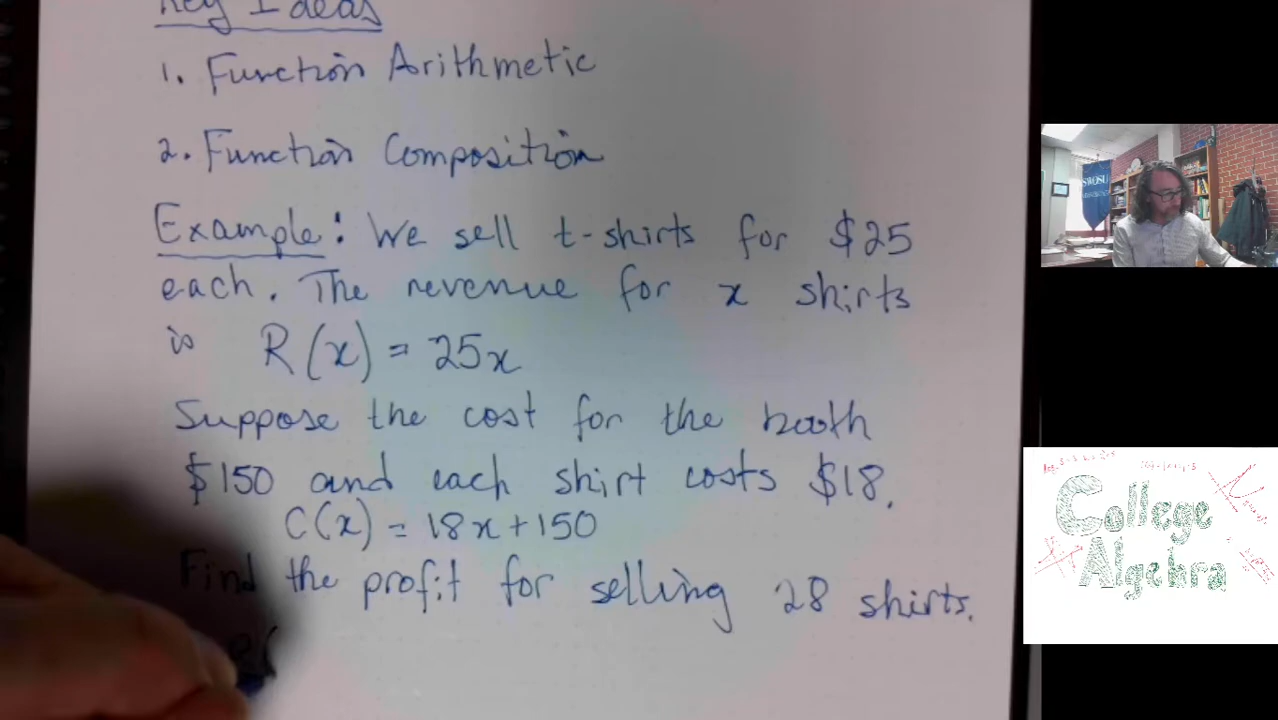 Key Ideas
1. Function Arithmetic
2. Function Composition
Example: We sell t-shirts for $25
each. The revenue for x shirts
is R(x) = 25x
Suppose the cost for the booth
$150 and each shirt costs $18.
C(x) = 18x + 150
Find the profit for selling 28 shirts.
SWOSU
College
Algebra